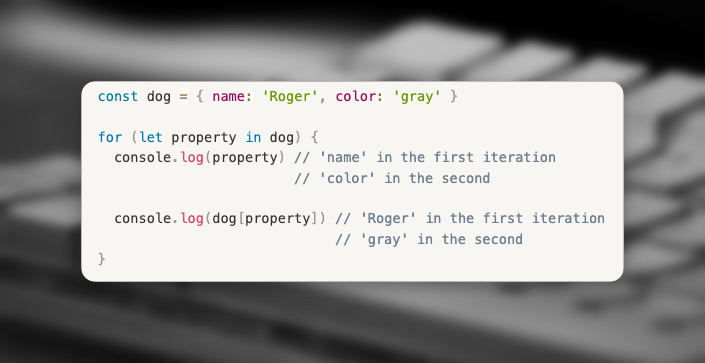 const dog = { name: 'Roger', color: 'gray' }
for (let property in dog) {
console.log(property) // 'name' in the first iteration
// 'color' in the second
console.log(dog[property]) // 'Roger' in the first iteration
// 'gray' in the second
}